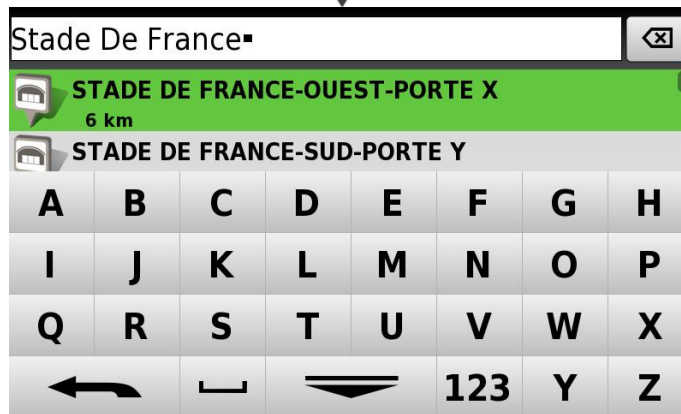 Stade De France
STADE DE FRANCE-OUEST-PORTE X
6 km
STADE DE FRANCE-SUD-PORTE Y
A B C D E F G H
I J K L M N O P
Q R S T U V W X
123 Y Z